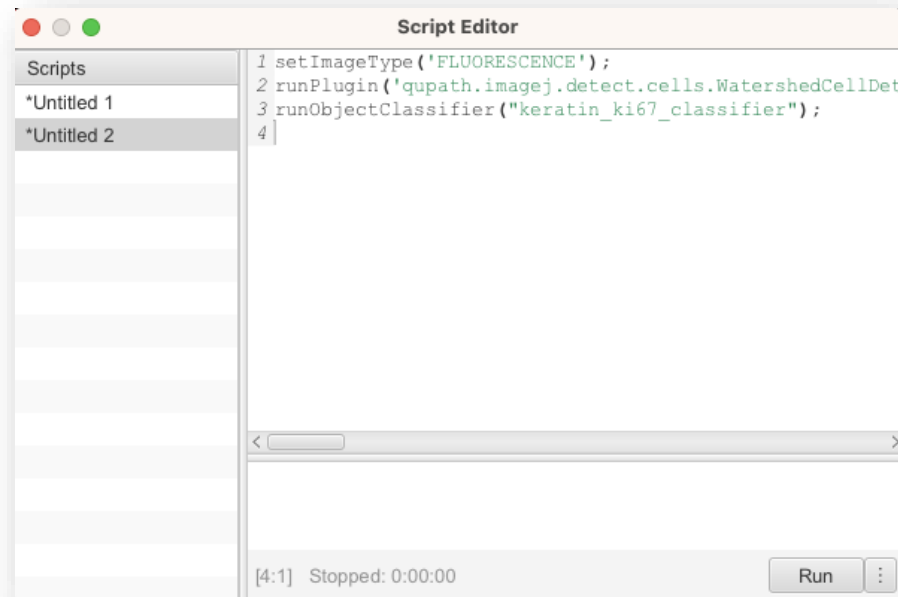 Script Editor
Scripts
*Untitled 1
*Untitled 2
1 setImageType('FLUORESCENCE');
2 runPlugin('qupath.imagej.detect.cells.WatershedCellDet
3 runObjectClassifier("keratin_ki67_classifier");
4
[4:1] Stopped: 0:00:00
Run